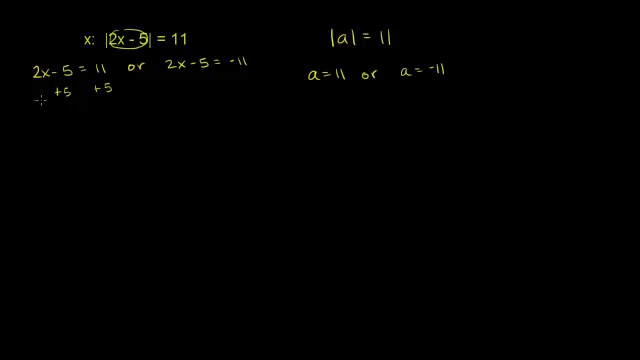 x: |2x - 5| = 11
|a| = 11
2x - 5 = 11 or 2x - 5 = -11
a = 11 or a = -11
+5 +5